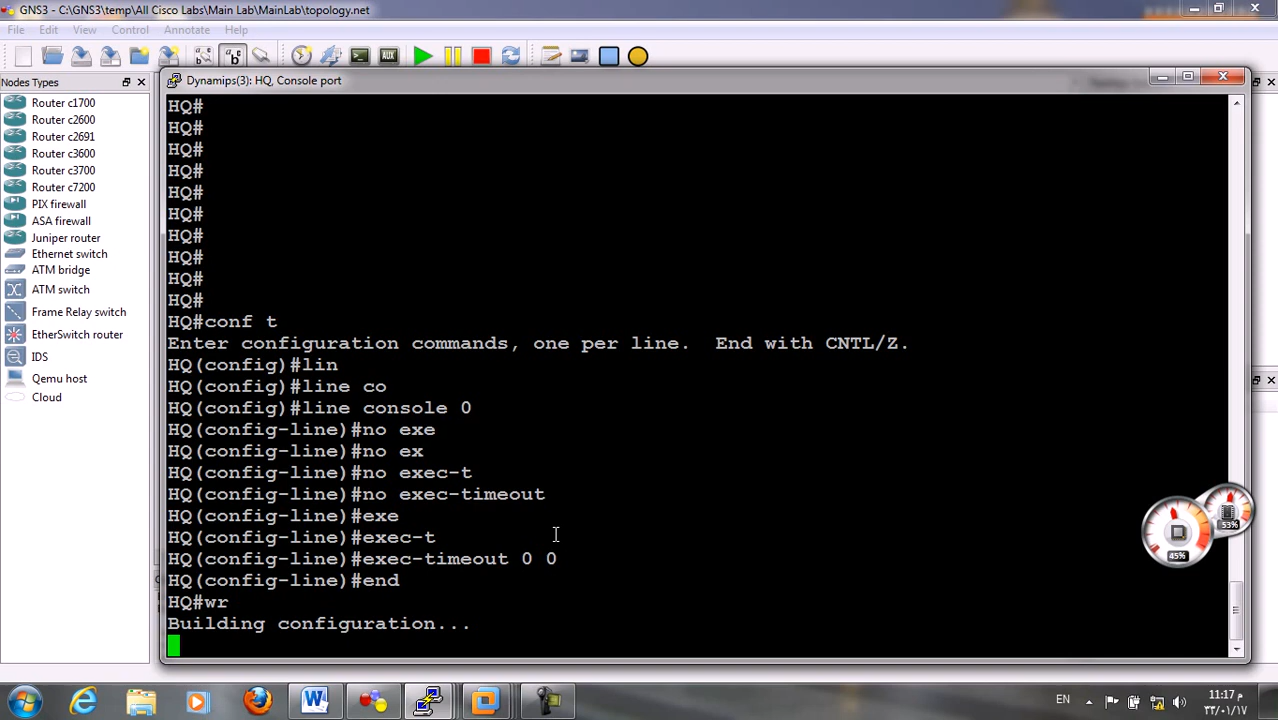 GNS3 - C:\GNS3\temp\All Cisco Labs\Main Lab\MainLab\topology.net
File Edit View Control Annotate Help
Nodes Types
Router c1700
Router c2600
Router c2691
Router c3600
Router c3700
Router c7200
PIX firewall
ASA firewall
Juniper router
Ethernet switch
ATM bridge
ATM switch
Frame Relay switch
EtherSwitch router
IDS
Qemu host
Cloud
Dynamips(3): HQ, Console port
HQ#
HQ#
HQ#
HQ#
HQ#
HQ#
HQ#
HQ#
HQ#
HQ#
HQ#conf t
Enter configuration commands, one per line.  End with CNTL/Z.
HQ(config)#lin
HQ(config)#line co
HQ(config)#line console 0
HQ(config-line)#no exe
HQ(config-line)#no ex
HQ(config-line)#no exec-t
HQ(config-line)#no exec-timeout
HQ(config-line)#exe
HQ(config-line)#exec-t
HQ(config-line)#exec-timeout 0 0
HQ(config-line)#end
HQ#wr
Building configuration...
53%
45%
AUX
EN
11:17 م
٣٣/٠١/١٧